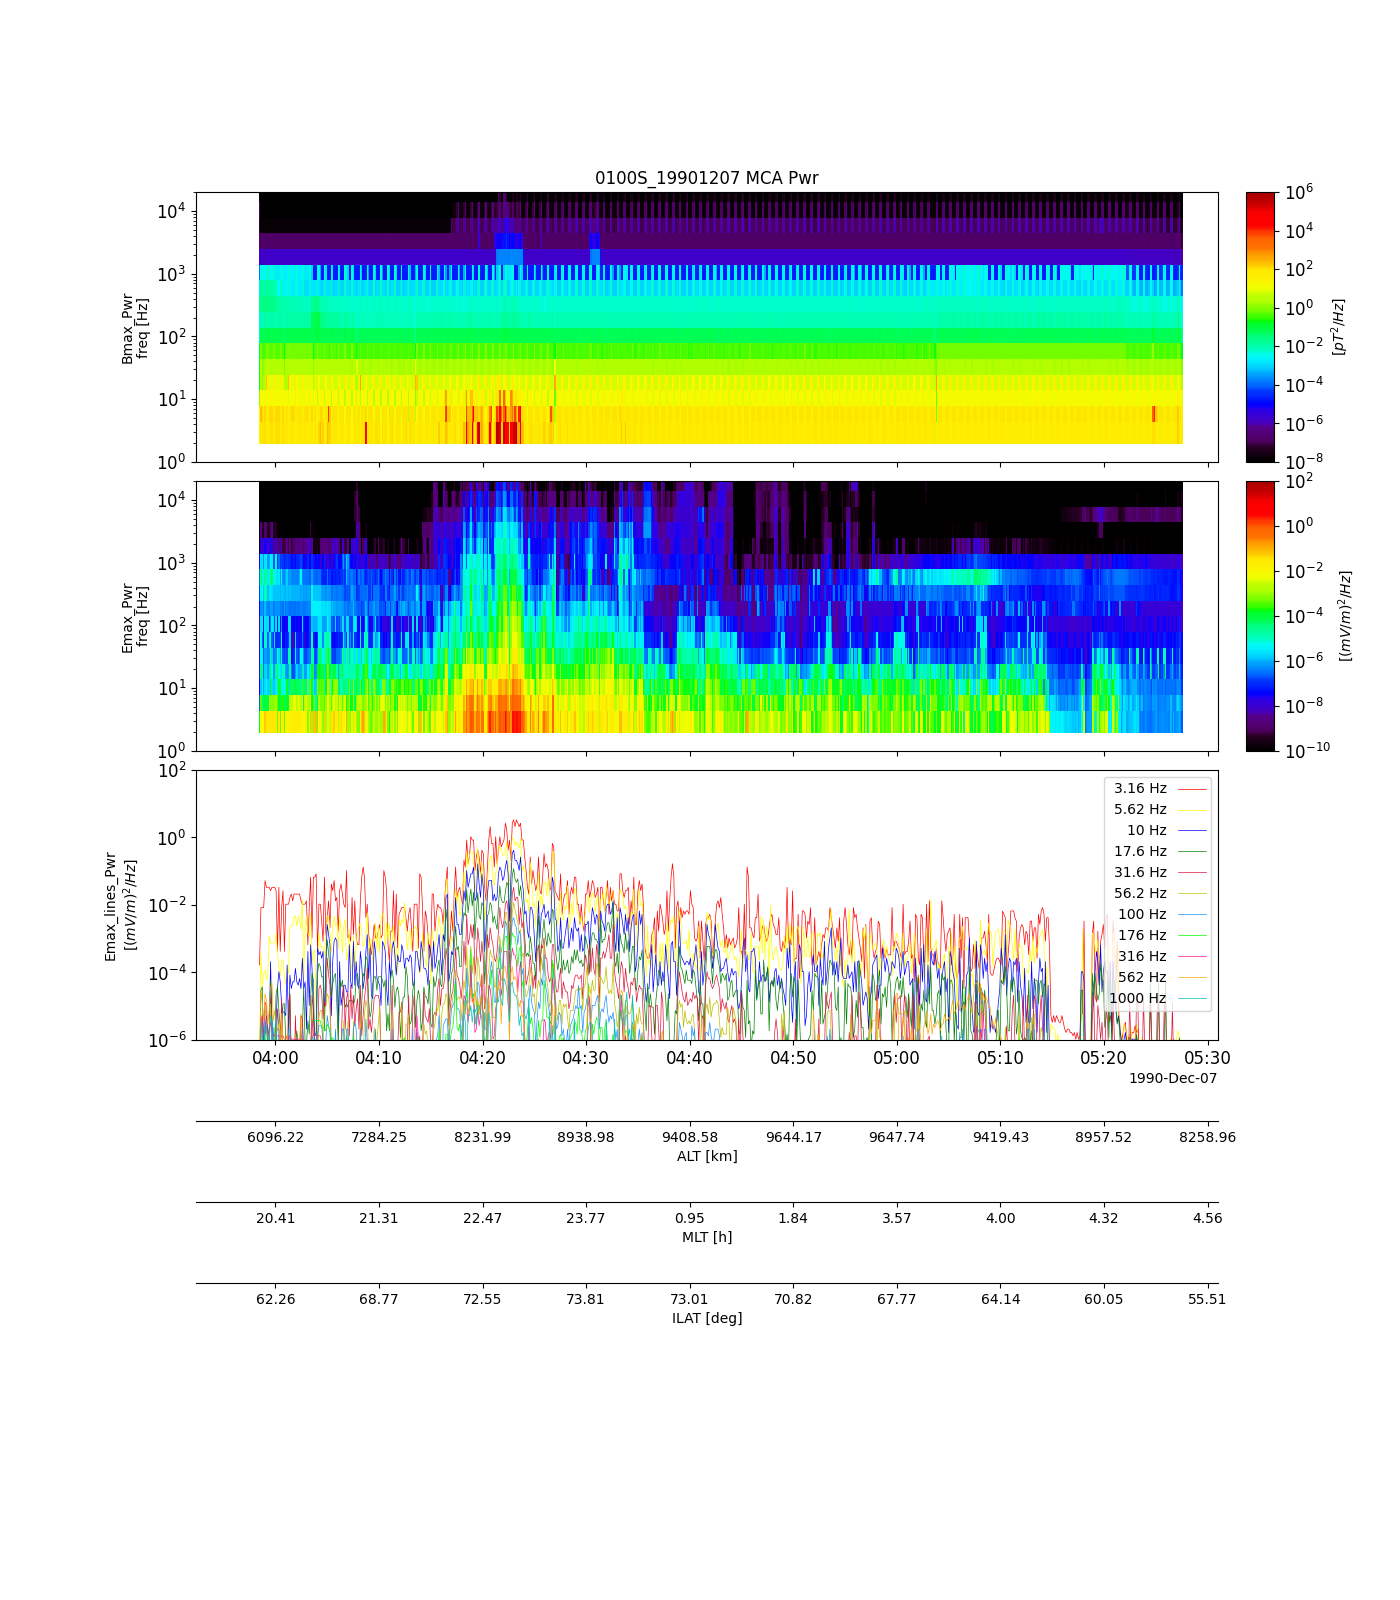 0100S_19901207 MCA Pwr
10^4
10^3
10^2
10^1
10^0
Bmax_Pwr
freq [Hz]
10^6
10^4
10^2
10^0
10^-2
10^-4
10^-6
10^-8
[pT^2/Hz]
10^4
10^3
10^2
10^1
10^0
Emax_Pwr
freq [Hz]
10^2
10^0
10^-2
10^-4
10^-6
10^-8
10^-10
[(mV/m)^2/Hz]
10^2
10^0
10^-2
10^-4
10^-6
Emax_lines_Pwr
[(mV/m)^2/Hz]
3.16 Hz
5.62 Hz
10 Hz
17.6 Hz
31.6 Hz
56.2 Hz
100 Hz
176 Hz
316 Hz
562 Hz
1000 Hz
04:00 04:10 04:20 04:30 04:40 04:50 05:00 05:10 05:20 05:30
1990-Dec-07
6096.22 7284.25 8231.99 8938.98 9408.58 9644.17 9647.74 9419.43 8957.52 8258.96
ALT [km]
20.41 21.31 22.47 23.77 0.95 1.84 3.57 4.00 4.32 4.56
MLT [h]
62.26 68.77 72.55 73.81 73.01 70.82 67.77 64.14 60.05 55.51
ILAT [deg]